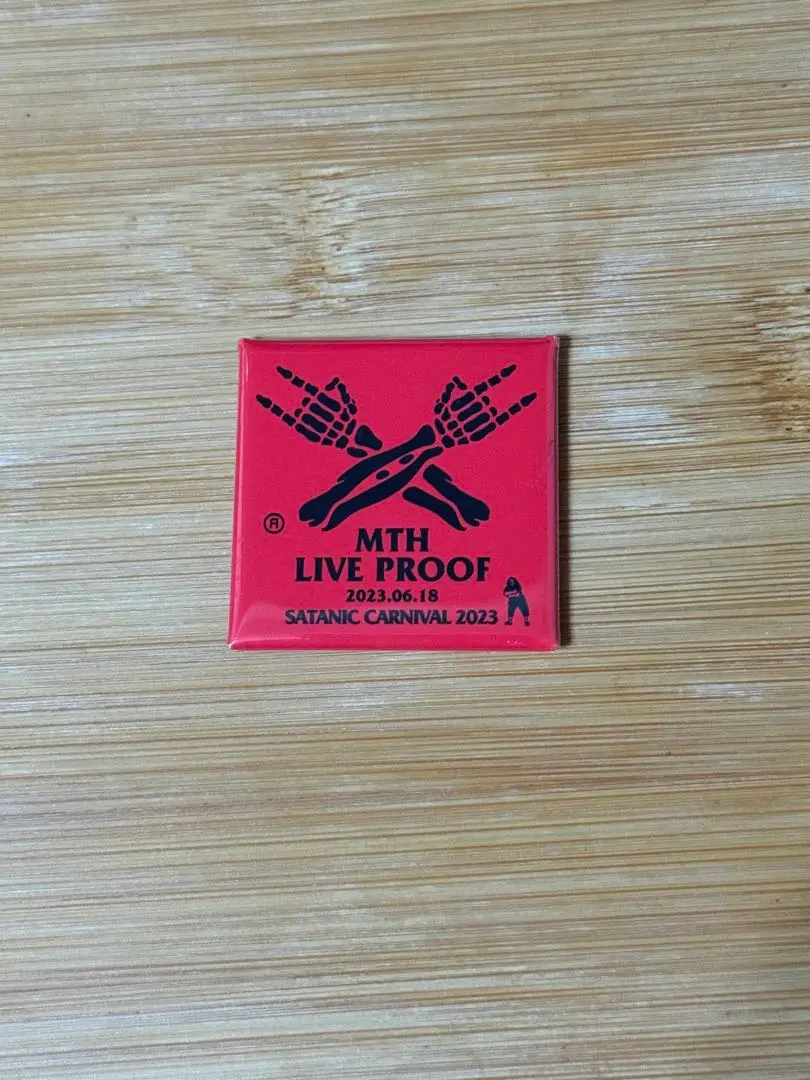 Ⓡ
MTH
LIVE PROOF
2023.06.18
SATANIC CARNIVAL 2023